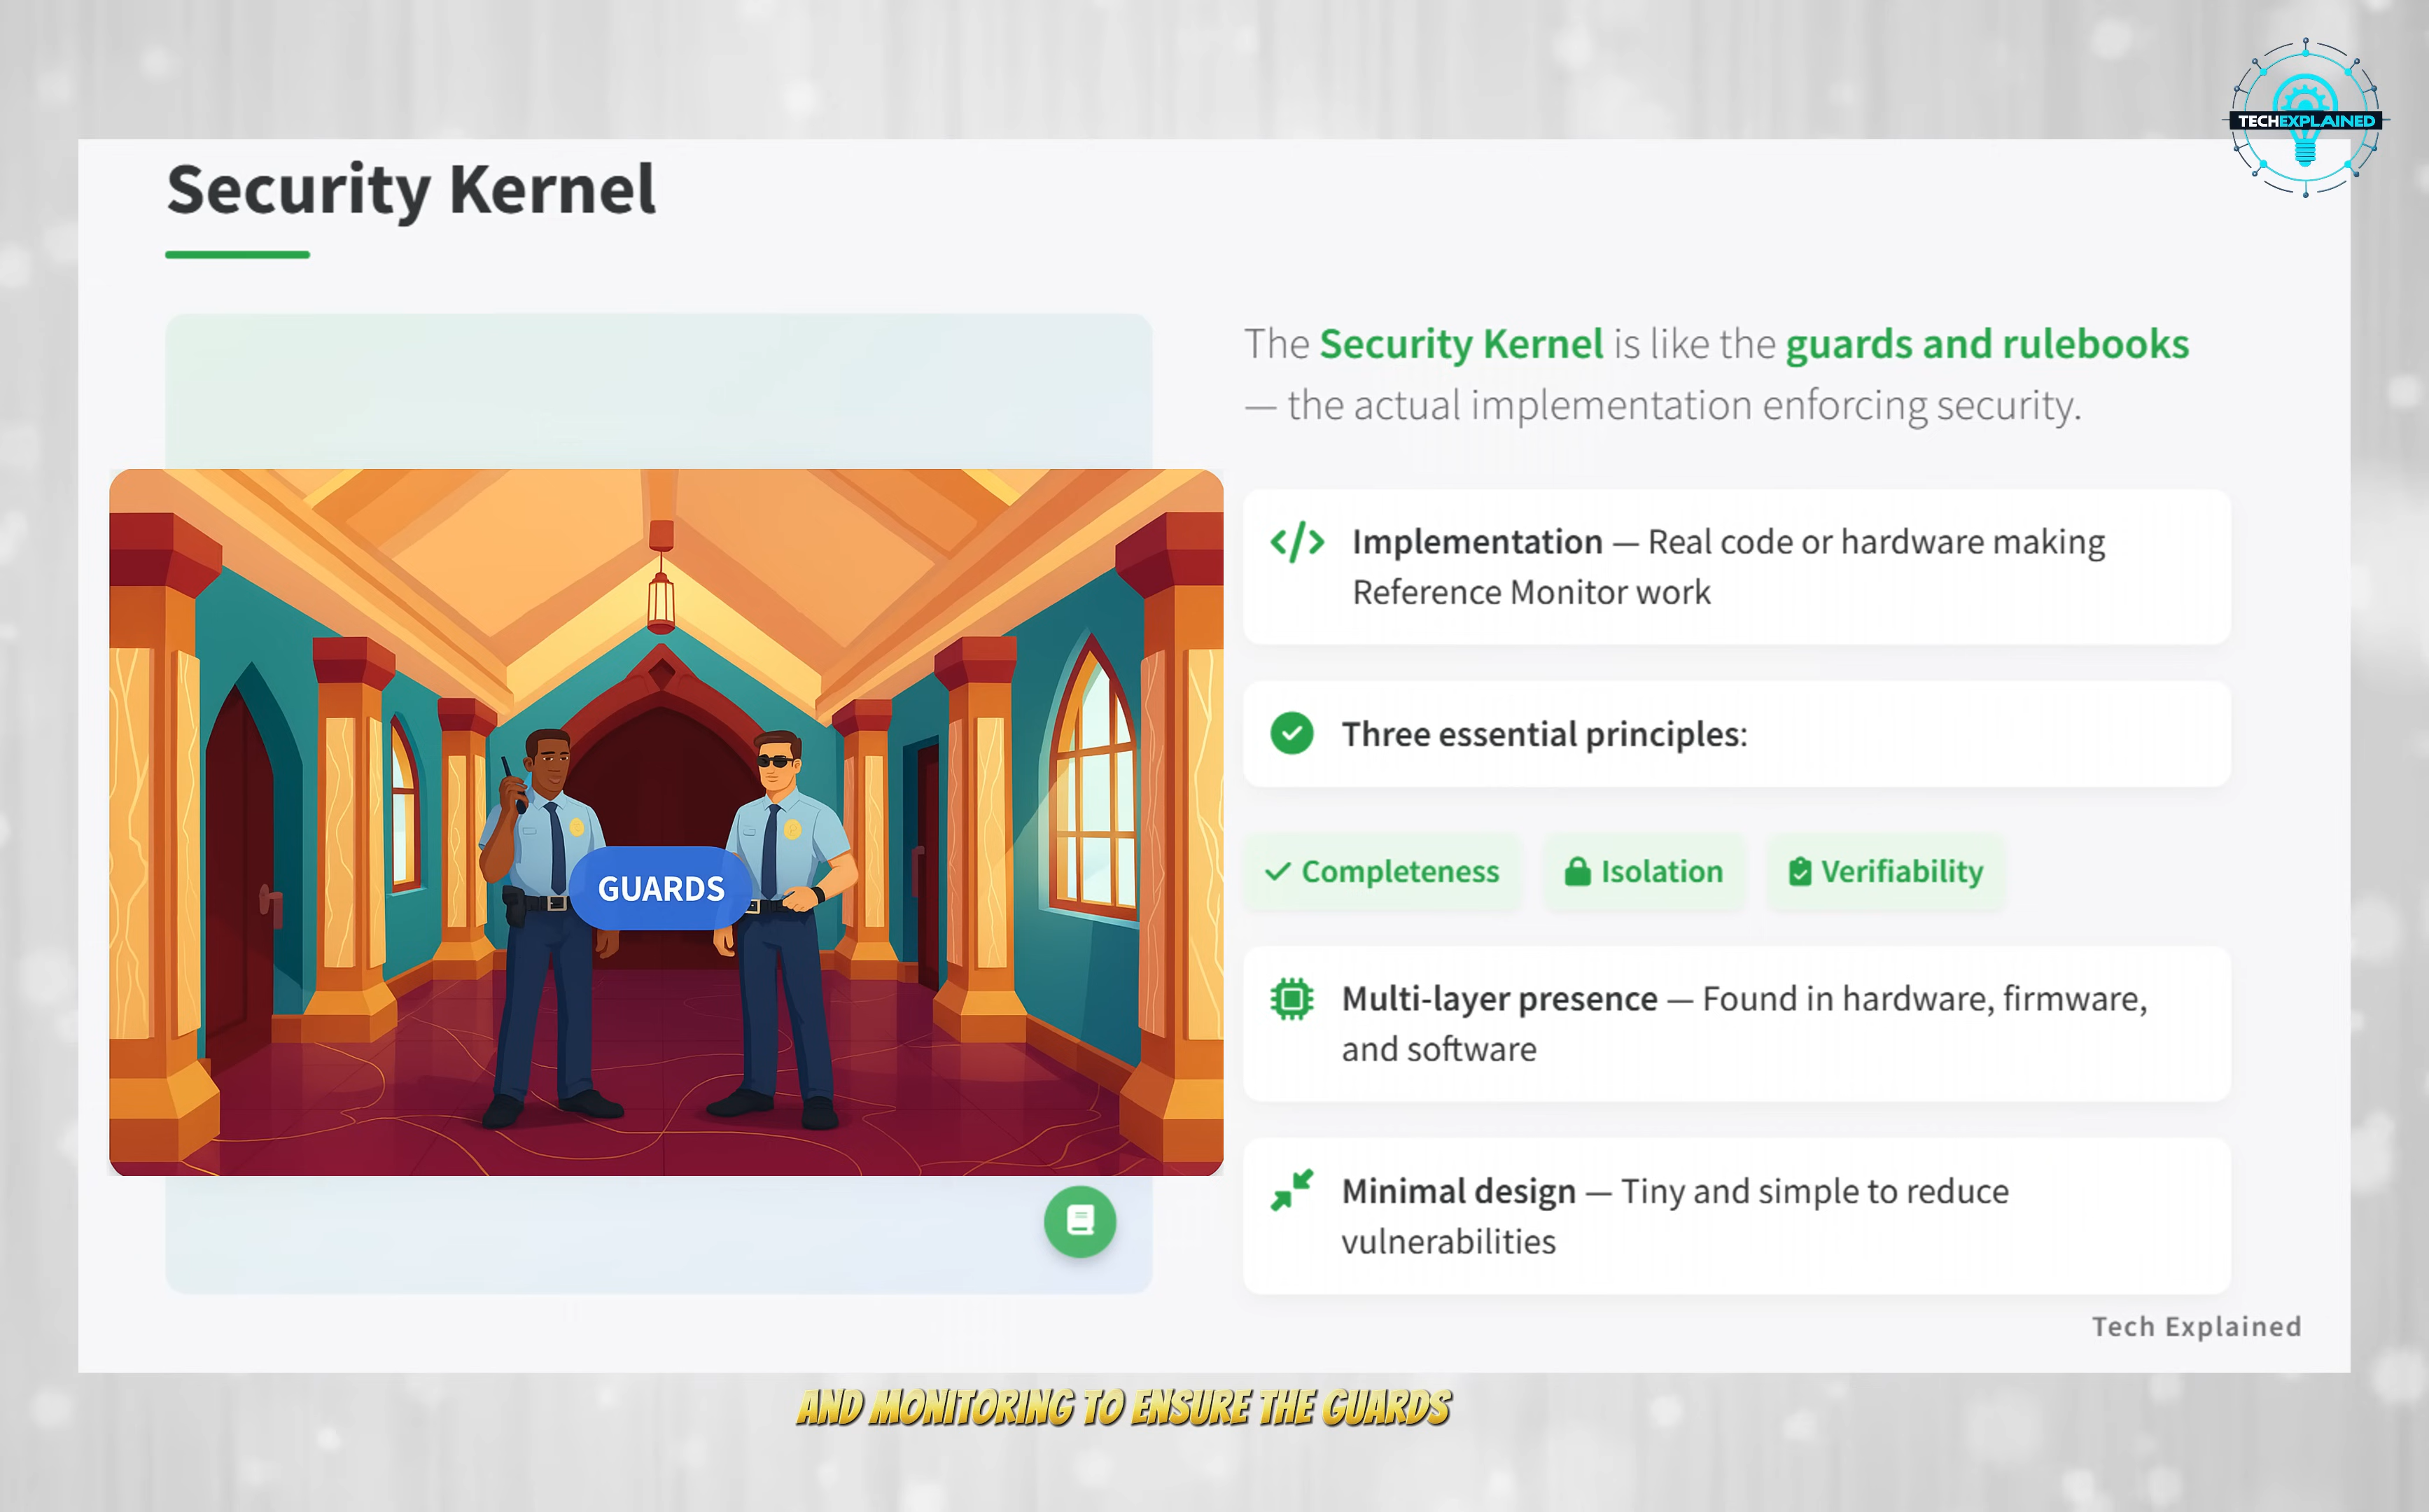 TECHEXPLAINED
Security Kernel
The Security Kernel is like the guards and rulebooks
— the actual implementation enforcing security.
GUARDS
Implementation — Real code or hardware making
Reference Monitor work
Three essential principles:
Completeness Isolation Verifiability
Multi-layer presence — Found in hardware, firmware,
and software
Minimal design — Tiny and simple to reduce
vulnerabilities
Tech Explained
AND MONITORING TO ENSURE THE GUARDS